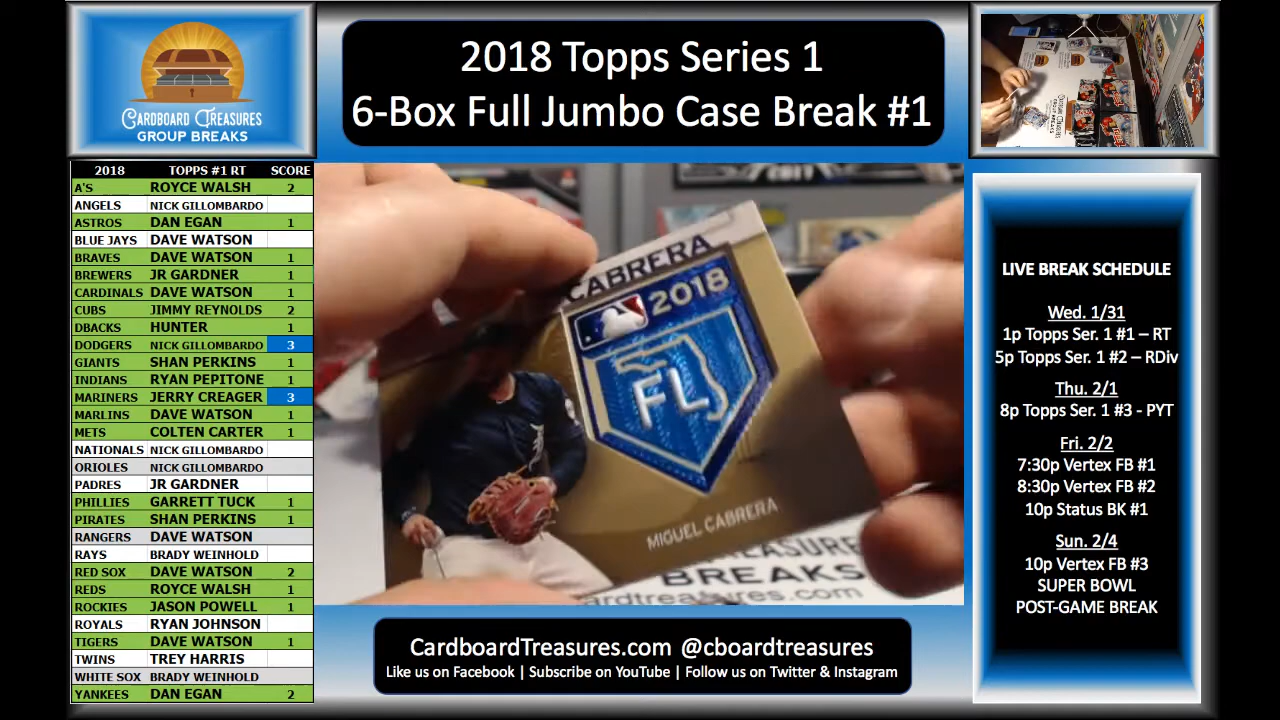 CARDBOARD TREASURES
GROUP BREAKS
2018 Topps Series 1
6-Box Full Jumbo Case Break #1
2018 TOPPS #1 RT SCORE
A'S ROYCE WALSH 2
ANGELS NICK GILLOMBARDO
ASTROS DAN EGAN 1
BLUE JAYS DAVE WATSON
BRAVES DAVE WATSON 1
BREWERS JR GARDNER 1
CARDINALS DAVE WATSON 1
CUBS JIMMY REYNOLDS 2
DBACKS HUNTER 1
DODGERS NICK GILLOMBARDO 3
GIANTS SHAN PERKINS 1
INDIANS RYAN PEPITONE 1
MARINERS JERRY CREAGER 3
MARLINS DAVE WATSON 1
METS COLTEN CARTER 1
NATIONALS NICK GILLOMBARDO
ORIOLES NICK GILLOMBARDO
PADRES JR GARDNER
PHILLIES GARRETT TUCK 1
PIRATES SHAN PERKINS 1
RANGERS DAVE WATSON
RAYS BRADY WEINHOLD
RED SOX DAVE WATSON 2
REDS ROYCE WALSH 1
ROCKIES JASON POWELL 1
ROYALS RYAN JOHNSON
TIGERS DAVE WATSON 1
TWINS TREY HARRIS
WHITE SOX BRADY WEINHOLD
YANKEES DAN EGAN 2
CABRERA
2018
FL
MIGUEL CABRERA
BREAKS
LIVE BREAK SCHEDULE
Wed. 1/31
1p Topps Ser. 1 #1 – RT
5p Topps Ser. 1 #2 – RDiv
Thu. 2/1
8p Topps Ser. 1 #3 - PYT
Fri. 2/2
7:30p Vertex FB #1
8:30p Vertex FB #2
10p Status BK #1
Sun. 2/4
10p Vertex FB #3
SUPER BOWL
POST-GAME BREAK
CardboardTreasures.com @cboardtreasures
Like us on Facebook | Subscribe on YouTube | Follow us on Twitter & Instagram